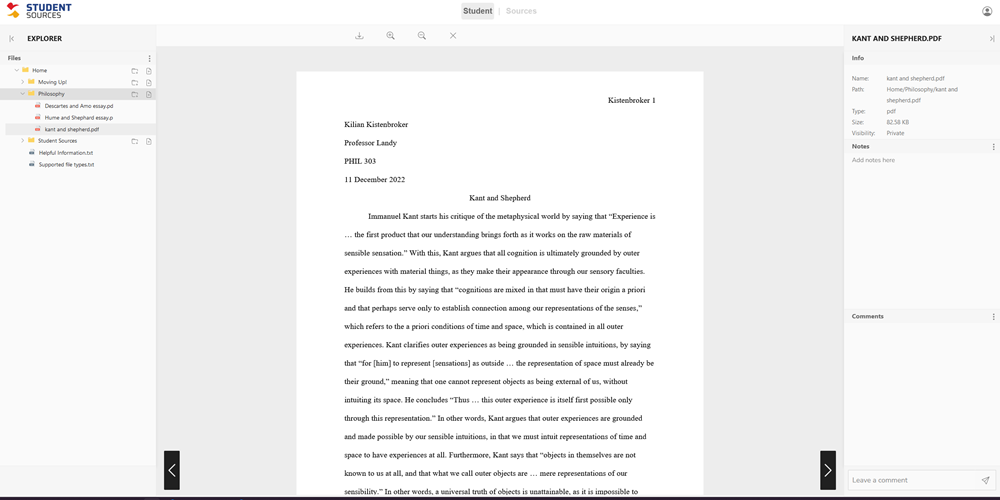 STUDENT
SOURCES
Student | Sources
EXPLORER
Files
Home
Moving Up!
Philosophy
Descartes and Amo essay.pd
Hume and Shephard essay.p
kant and shepherd.pdf
Student Sources
Helpful Information.txt
Supported file types.txt
Kistenbroker 1
Kilian Kistenbroker
Professor Landy
PHIL 303
11 December 2022
Kant and Shepherd
Immanuel Kant starts his critique of the metaphysical world by saying that “Experience is
… the first product that our understanding brings forth as it works on the raw materials of
sensible sensation.” With this, Kant argues that all cognition is ultimately grounded by outer
experiences with material things, as they make their appearance through our sensory faculties.
He builds from this by saying that “cognitions are mixed in that must have their origin a priori
and that perhaps serve only to establish connection among our representations of the senses,”
which refers to the a priori conditions of time and space, which is contained in all outer
experiences. Kant clarifies outer experiences as being grounded in sensible intuitions, by saying
that “for [him] to represent [sensations] as outside … the representation of space must already be
their ground,” meaning that one cannot represent objects as being external of us, without
intuiting its space. He concludes “Thus … this outer experience is itself first possible only
through this representation.” In other words, Kant argues that outer experiences are grounded
and made possible by our sensible intuitions, in that we must intuit representations of time and
space to have experiences at all. Furthermore, Kant says that “objects in themselves are not
known to us at all, and that what we call outer objects are … mere representations of our
sensibility.” In other words, a universal truth of objects is unattainable, as it is impossible to
KANT AND SHEPHERD.PDF
Info
Name: kant and shepherd.pdf
Path: Home/Philosophy/kant and
shepherd.pdf
Type: pdf
Size: 82.58 KB
Visibility: Private
Notes
Add notes here
Comments
Leave a comment